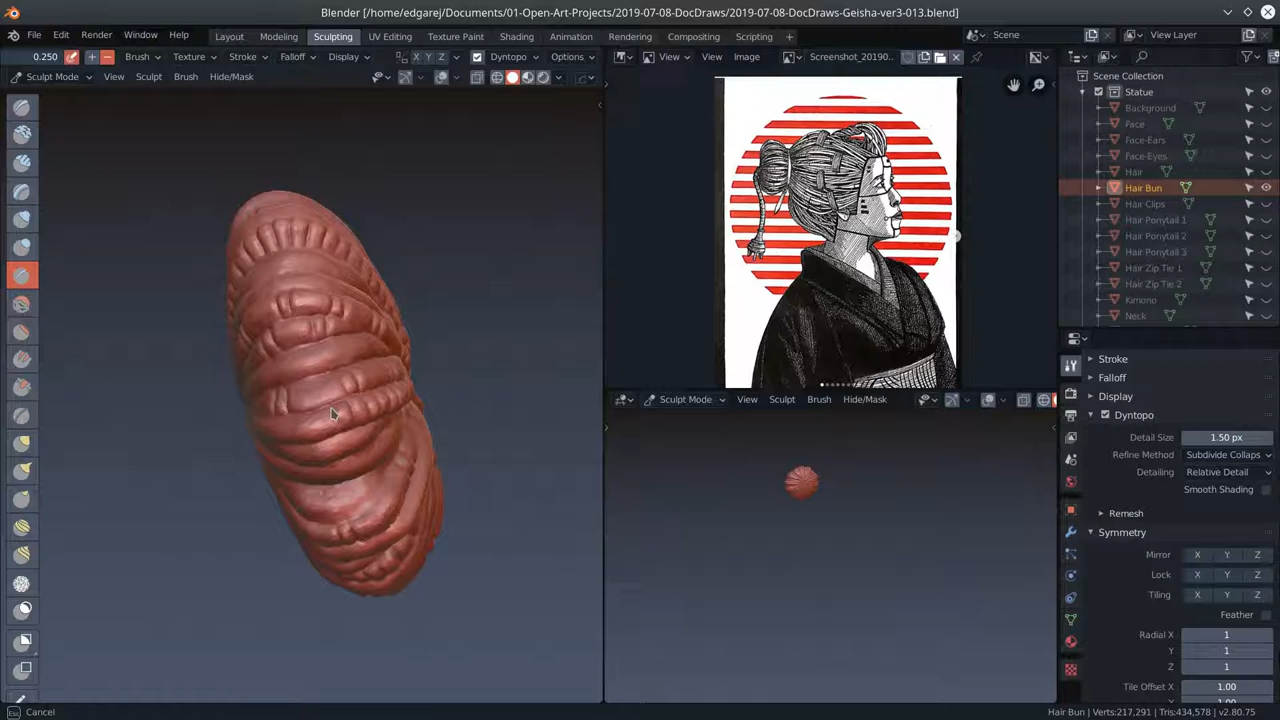 Blender [/home/edgarej/Documents/01-Open-Art-Projects/2019-07-08-DocDraws/2019-07-08-DocDraws-Geisha-ver3-013.blend]
File Edit Render Window Help Layout Modeling Sculpting UV Editing Texture Paint Shading Animation Rendering Compositing Scripting + Scene View Layer
0.250 Brush Texture Stroke Falloff Display X Y Z Dyntopo Options
View View Image Screenshot_20190..
Sculpt Mode View Sculpt Brush Hide/Mask
Scene Collection
Statue
Background
Face
Face-Ears
Face-Eyes
Hair
Hair Bun
Hair Clips
Hair Ponytail 1
Hair Ponytail 2
Hair Ponytail 3
Hair Zip Tie 1
Hair Zip Tie 2
Kimono
Neck
Sculpt Mode View Sculpt Brush Hide/Mask
Stroke
Falloff
Display
Dyntopo
Detail Size 1.50 px
Refine Method Subdivide Collaps
Detailing Relative Detail
Smooth Shading
Remesh
Symmetry
Mirror X Y Z
Lock X Y Z
Tiling X Y Z
Feather
Radial X 1
Y 1
Z 1
Tile Offset X 1.00
Esc Cancel
Hair Bun | Verts:217,291 | Tris:434,578 | v2.80.75